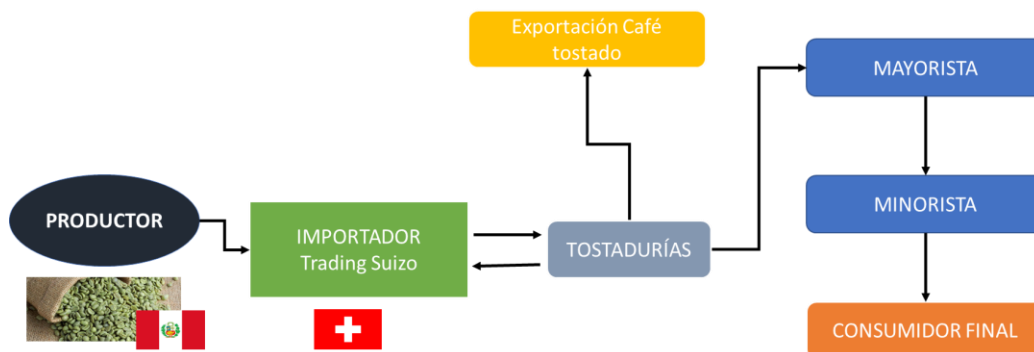 Exportación Café
tostado
MAYORISTA
PRODUCTOR
IMPORTADOR
Trading Suizo
TOSTADURÍAS
MINORISTA
CONSUMIDOR FINAL